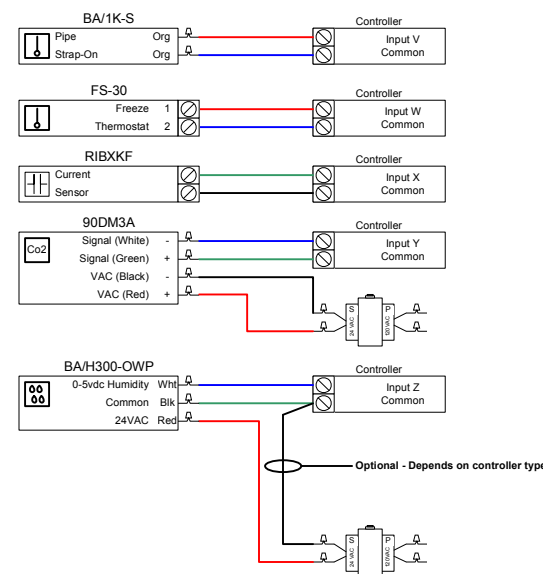 BA/1K-S
Controller
Pipe Org
Input V
Strap-On Org
Common
FS-30
Controller
Freeze 1
Input W
Thermostat 2
Common
RIBXKF
Controller
Current
Input X
Sensor
Common
90DM3A
Controller
Co2
Signal (White) -
Input Y
Signal (Green) +
Common
VAC (Black) -
VAC (Red) +
S P
24 VAC 120 VAC
BA/H300-OWP
Controller
0-5vdc Humidity Wht
Input Z
Common Blk
Common
24VAC Red
Optional - Depends on controller type
S P
24 VAC 120VAC